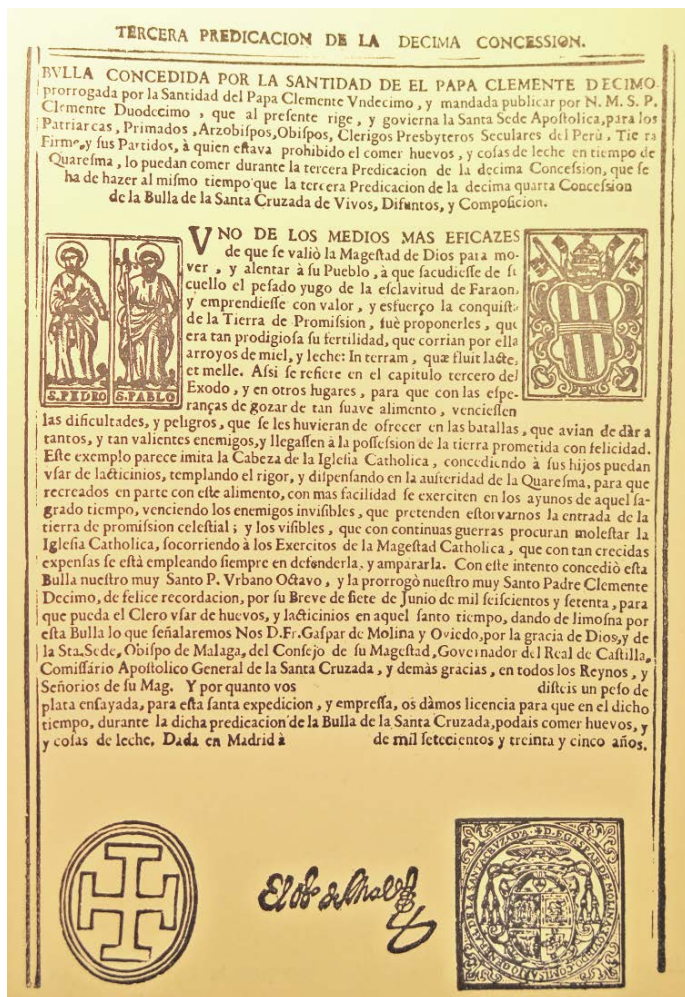 TERCERA PREDICACION DE LA DECIMA CONCESSION.
BVLLA CONCEDIDA POR LA SANTIDAD DE EL PAPA CLEMENTE DECIMO
prorrogada por la Santidad del Papa Clemente Vndecimo, y mandada publicar por N. M. S. P.
Clemente Duodecimo, que al preſente rige, y govierna la Santa Sede Apoſtolica, para los
Patriarcas, Primados, Arzobiſpos, Obiſpos, Clerigos Presbyteros Seculares del Perù, Tie ra
Firme, y ſus Partidos, à quien eſtava prohibido el comer huevos, y coſas de leche en tiempo de
Quareſma, lo puedan comer durante la tercera Predicacion de la decima Conceſsion, que ſe
ha de hazer al miſmo tiempo que la tercera Predicacion de la decima quarta Conceſsion
de la Bulla de la Santa Cruzada de Vivos, Difuntos, y Compoſicion.
VNO DE LOS MEDIOS MAS EFICAZES
de que ſe valiò la Mageſtad de Dios para mo-
ver, y alentar à ſu Pueblo, à que ſacudieſſe de ſu
cuello el peſado yugo de la eſclavitud de Faraon,
y emprendieſſe con valor, y esfuerço la conquiſt
de la Tierra de Promiſsion, fuè proponerles, que
era tan prodigioſa ſu fertilidad, que corrian por ella
arroyos de miel, y leche: In terram, quæ fluit lacte,
et melle. Aſsi ſe refiere en el capitulo tercero del
Exodo, y en otros lugares, para que con las eſpe-
S.PEDRO S.PABLO
ranças de gozar de tan ſuave alimento, vencieſſen
las dificultades, y peligros, que ſe les huvieran de ofrecer en las batallas, que avian de dàr a
tantos, y tan valientes enemigos, y llegaſſen à la poſſeſsion de la tierra prometida con felicidad.
Eſte exemplo parece imita la Cabeza de la Igleſia Catholica, concediendo à ſus hijos puedan
vſar de lacticinios, templando el rigor, y diſpenſando en la auſteridad de la Quareſma, para que
recreados en parte con eſte alimento, con mas facilidad ſe exerciten en los ayunos de aquel ſa-
grado tiempo, venciendo los enemigos inviſibles, que pretenden eſtorvarnos la entrada de la
tierra de promiſsion celeſtial; y los viſibles, que con continuas guerras procuran moleſtar la
Igleſia Catholica, ſocorriendo à los Exercitos de la Mageſtad Catholica, que con tan crecidas
expenſas ſe eſtà empleando ſiempre en defenderla, y ampararla. Con eſte intento concediò eſta
Bulla nueſtro muy Santo P. Vrbano Octavo, y la prorrogò nueſtro muy Santo Padre Clemente
Decimo, de felice recordacion, por ſu Breve de ſiete de Junio de mil ſeiſcientos y ſetenta, para
que pueda el Clero vſar de huevos, y lacticinios en aquel ſanto tiempo, dando de limoſna por
eſta Bulla lo que ſeñalaremos Nos D.Fr.Gaſpar de Molina y Oviedo, por la gracia de Dios, y de
la Sta.Sede, Obiſpo de Malaga, del Conſejo de ſu Mageſtad, Governador del Real de Caſtilla,
Comiſſario Apoſtolico General de la Santa Cruzada, y demàs gracias, en todos los Reynos, y
Señorios de ſu Mag. Y por quanto vos diſteis un peſo de
plata enſayada, para eſta ſanta expedicion, y empreſſa, os dàmos licencia para que en el dicho
tiempo, durante la dicha predicacion de la Bulla de la Santa Cruzada, podais comer huevos, y
y coſas de leche. Dada en Madrid à de mil ſetecientos y treinta y cinco años.